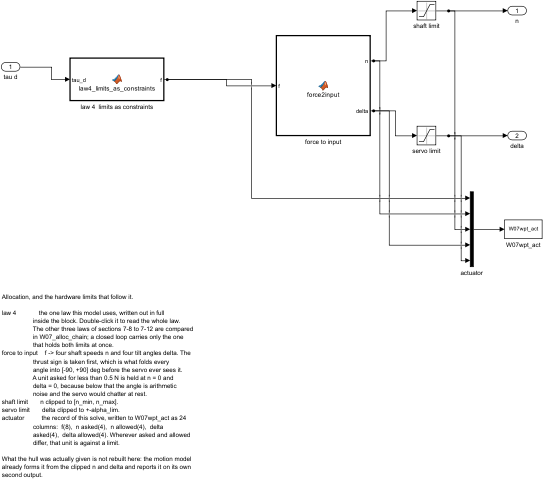 1
tau d
tau_d
law4_limits_as_constraints
f
law 4 limits as constraints
f
force2input
n
delta
force to input
shaft limit
1
n
servo limit
2
delta
actuator
W07wpt_act
W07wpt_act
Allocation, and the hardware limits that follow it.
law 4 the one law this model uses, written out in full
inside the block. Double-click it to read the whole law.
The other three laws of sections 7-8 to 7-12 are compared
in W07_alloc_chain; a closed loop carries only the one
that holds both limits at once.
force to input f -> four shaft speeds n and four tilt angles delta. The
thrust sign is taken first, which is what folds every
angle into [-90, +90] deg before the servo ever sees it.
A unit asked for less than 0.5 N is held at n = 0 and
delta = 0, because below that the angle is arithmetic
noise and the servo would chatter at rest.
shaft limit n clipped to [n_min, n_max].
servo limit delta clipped to +-alpha_lim.
actuator the record of this solve, written to W07wpt_act as 24
columns: f(8), n asked(4), n allowed(4), delta
asked(4), delta allowed(4). Wherever asked and allowed
differ, that unit is against a limit.
What the hull was actually given is not rebuilt here: the motion model
already forms it from the clipped n and delta and reports it on its own
second output.